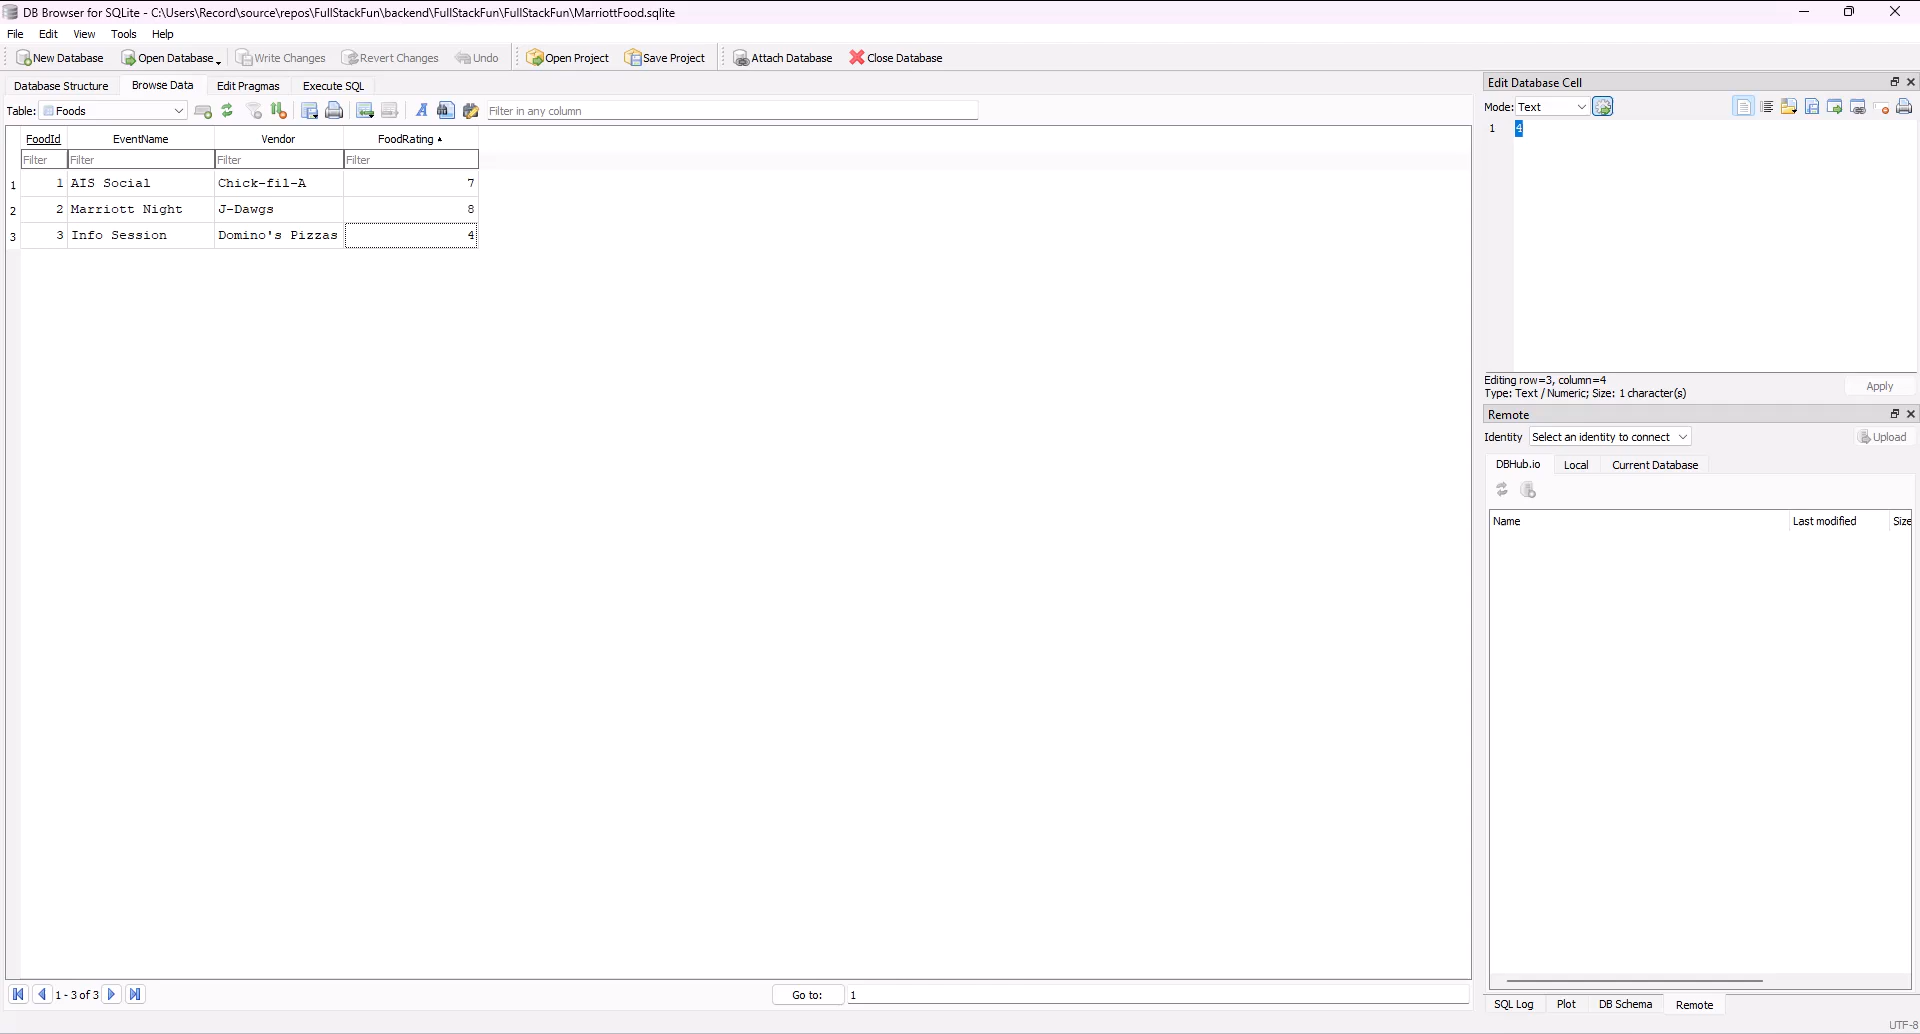 DB Browser for SQLite - C:\Users\Record\source\repos\FullStackFun\backend\FullStackFun\FullStackFun\MarriottFood.sqlite
File Edit View Tools Help
New Database Open Database Write Changes Revert Changes Undo Open Project Save Project Attach Database Close Database
Database Structure Browse Data Edit Pragmas Execute SQL
Table: Foods Filter in any column
FoodId EventName Vendor FoodRating
Filter Filter Filter Filter
1 1 AIS Social Chick-fil-A 7
2 2 Marriott Night J-Dawgs 8
3 3 Info Session Domino's Pizzas 4
1 - 3 of 3 Go to: 1
Edit Database Cell
Mode: Text
1 4
Editing row=3, column=4
Type: Text / Numeric; Size: 1 character(s)
Apply
Remote
Identity Select an identity to connect Upload
DBHub.io Local Current Database
Name Last modified Size
SQL Log Plot DB Schema Remote
UTF-8